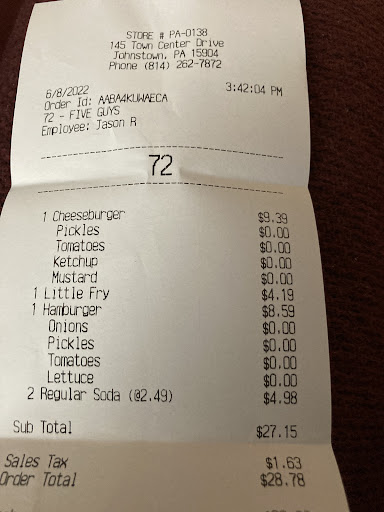 STORE # PA-0138
145 Town Center Drive
Johnstown, PA 15904
Phone (814) 262-7872
6/8/2022 3:42:04 PM
Order Id: AABA4KUWAECA
72 - FIVE GUYS
Employee: Jason R
72
1 Cheeseburger $9.39
Pickles $0.00
Tomatoes $0.00
Ketchup $0.00
Mustard $0.00
1 Little Fry $4.19
1 Hamburger $8.59
Onions $0.00
Pickles $0.00
Tomatoes $0.00
Lettuce $0.00
2 Regular Soda (@2.49) $4.98
Sub Total $27.15
Sales Tax $1.63
Order Total $28.78